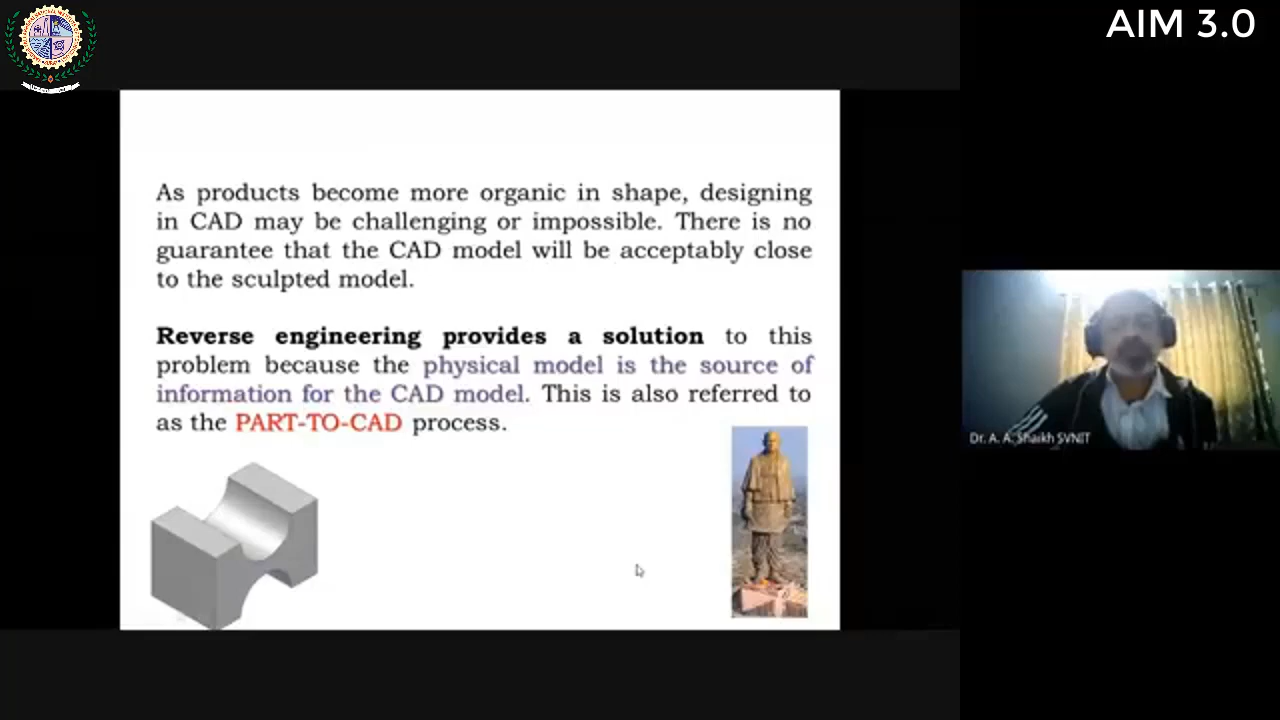 AIM 3.0
As products become more organic in shape, designing
in CAD may be challenging or impossible. There is no
guarantee that the CAD model will be acceptably close
to the sculpted model.
Reverse engineering provides a solution to this
problem because the physical model is the source of
information for the CAD model. This is also referred to
as the PART-TO-CAD process.
Dr. A. A. Shaikh SVNIT